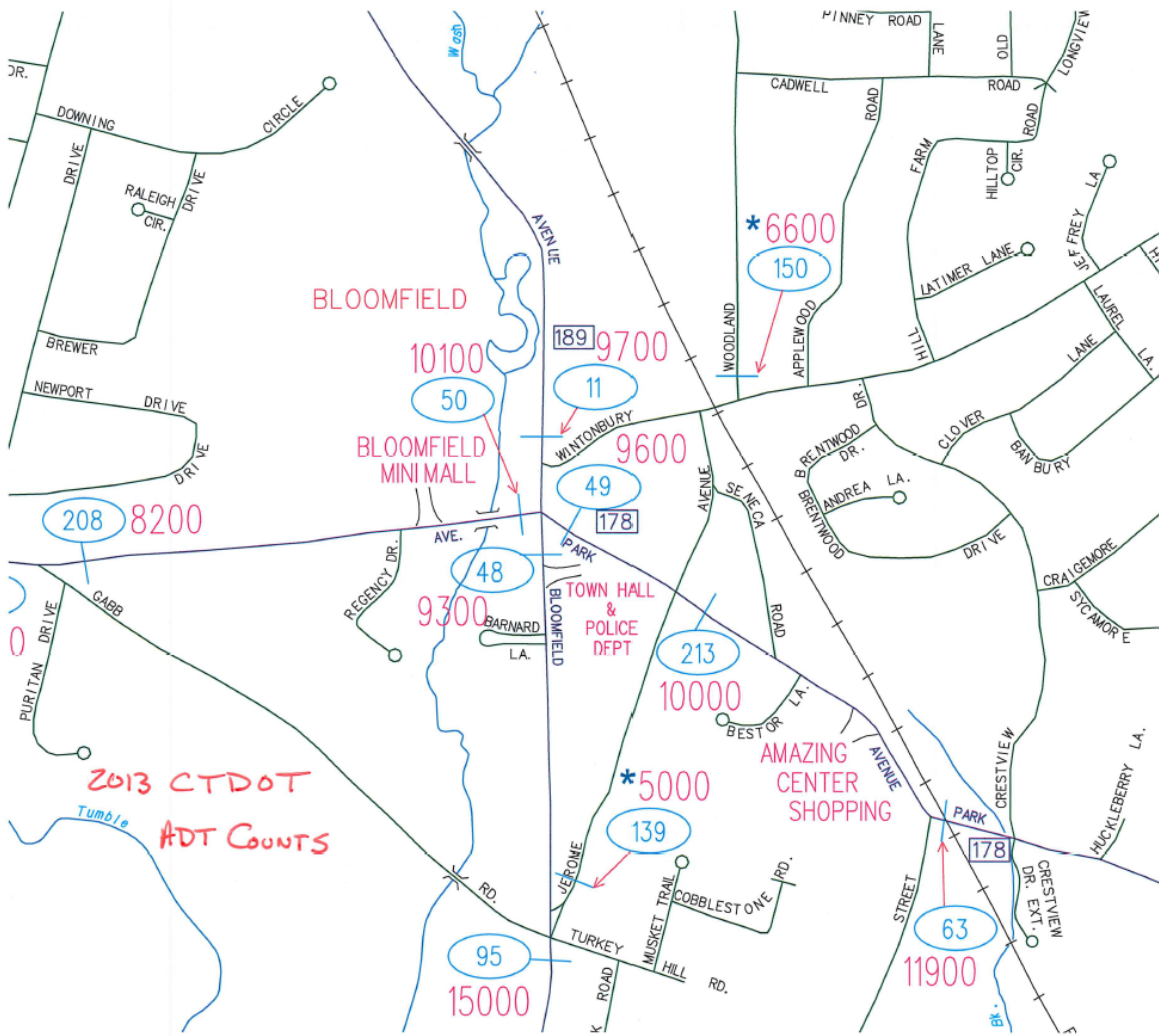 PINNEY ROAD
LANE
OLD
LONGVIEW
Wash
DR.
CADWELL
ROAD
ROAD
ROAD
DOWNING
CIRCLE
DRIVE
RALEIGH
CIR.
DRIVE
FARM
HILLTOP
CIR.
JEFFREY LA
AVENUE
*6600
150
LATIMER LANE
BLOOMFIELD
WOODLAND
APPLEWOOD
HILL
LAUREL
LA.
BREWER
189
9700
10100
50
11
LANE
NEWPORT DRIVE
DRIVE
DR.
CLOVER
BANBURY
WINTONBURY
9600
BRENTWOOD
DR.
BLOOMFIELD
MINI MALL
49
AVENUE
SENECA
ANDREA LA.
BRENTWOOD
DRIVE
208
8200
178
AVE.
PARK
48
9300
REGENCY DR.
GABB
TOWN HALL
&
POLICE
DEPT
BARNARD
LA.
BLOOMFIELD
ROAD
CRAIGEMORE
SYCAMORE
PURITAN DRIVE
0
213
10000
BESTOR LA.
AMAZING
CENTER
SHOPPING
AVENUE
CRESTVIEW
HUCKLEBERRY LA.
2013 CTDOT
ADT COUNTS
Tumble
*5000
139
PARK
178
JEROME
RD.
MUSKET TRAIL
COBBLESTONE RD.
STREET
CRESTVIEW
DR. EXT.
63
11900
TURKEY
HILL RD.
95
15000
ROAD
K
Bk.